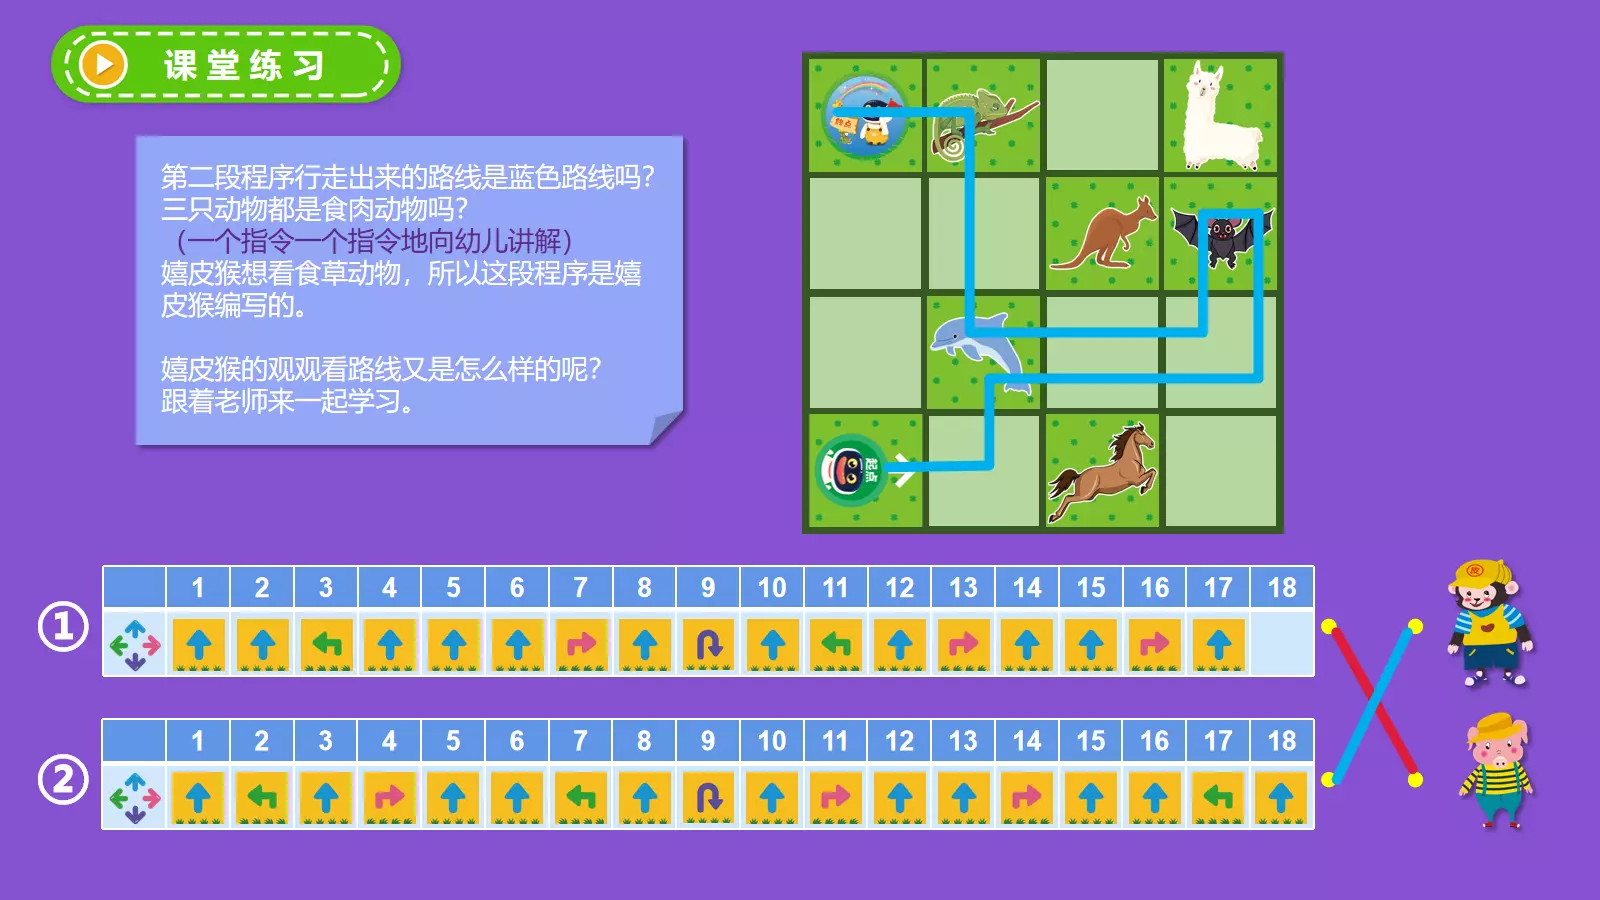 课堂练习
第二段程序行走出来的路线是蓝色路线吗？
三只动物都是食肉动物吗？
（一个指令一个指令地向幼儿讲解）
嬉皮猴想看食草动物，所以这段程序是嬉
皮猴编写的。
嬉皮猴的观观看路线又是怎么样的呢？
跟着老师来一起学习。
终点
起点
① 1 2 3 4 5 6 7 8 9 10 11 12 13 14 15 16 17 18
② 1 2 3 4 5 6 7 8 9 10 11 12 13 14 15 16 17 18